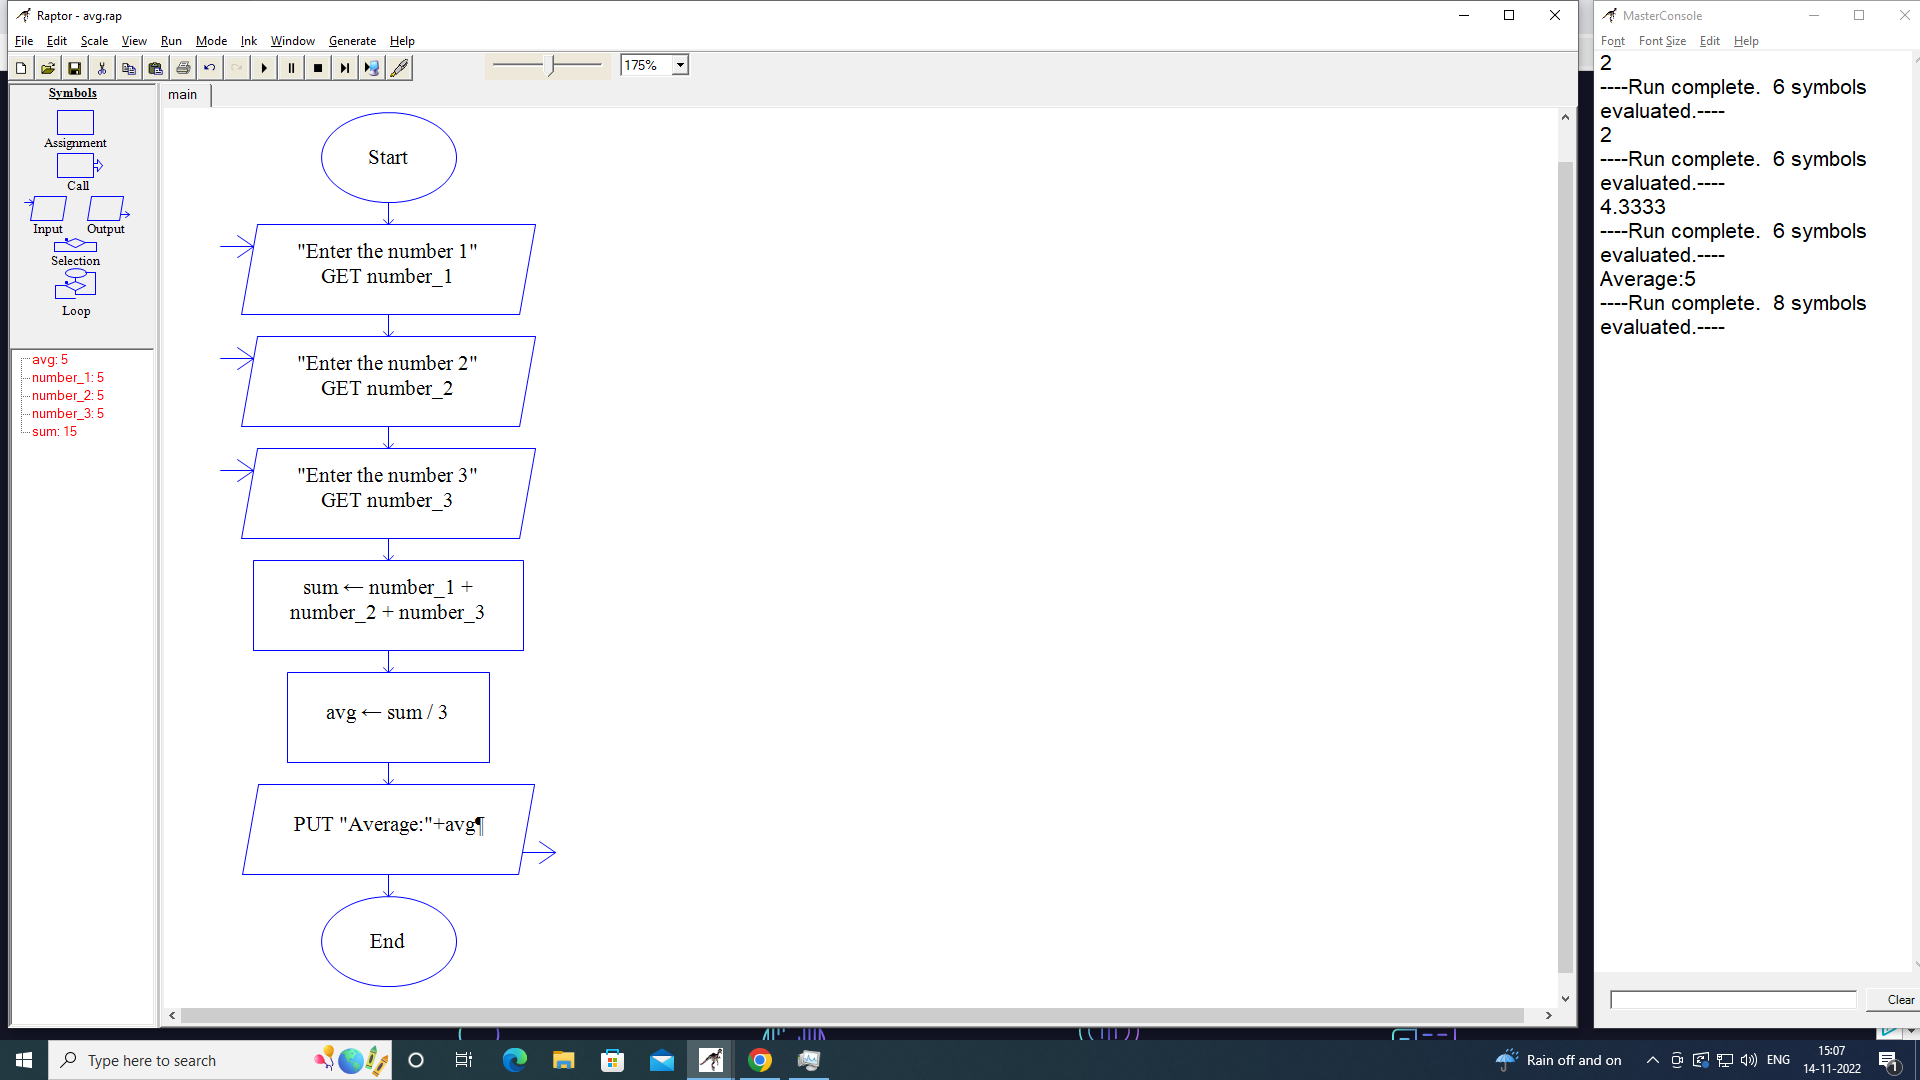 Raptor - avg.rap
File Edit Scale View Run Mode Ink Window Generate Help
175%
Symbols
Assignment
Call
Input Output
Selection
Loop
avg: 5
number_1: 5
number_2: 5
number_3: 5
sum: 15
main
Start
"Enter the number 1"
GET number_1
"Enter the number 2"
GET number_2
"Enter the number 3"
GET number_3
sum ← number_1 +
number_2 + number_3
avg ← sum / 3
PUT "Average:"+avg¶
End
MasterConsole
Font Font Size Edit Help
2
----Run complete.  6 symbols
evaluated.----
2
----Run complete.  6 symbols
evaluated.----
4.3333
----Run complete.  6 symbols
evaluated.----
Average:5
----Run complete.  8 symbols
evaluated.----
Clear
Type here to search
Rain off and on
ENG
15:07
14-11-2022
1